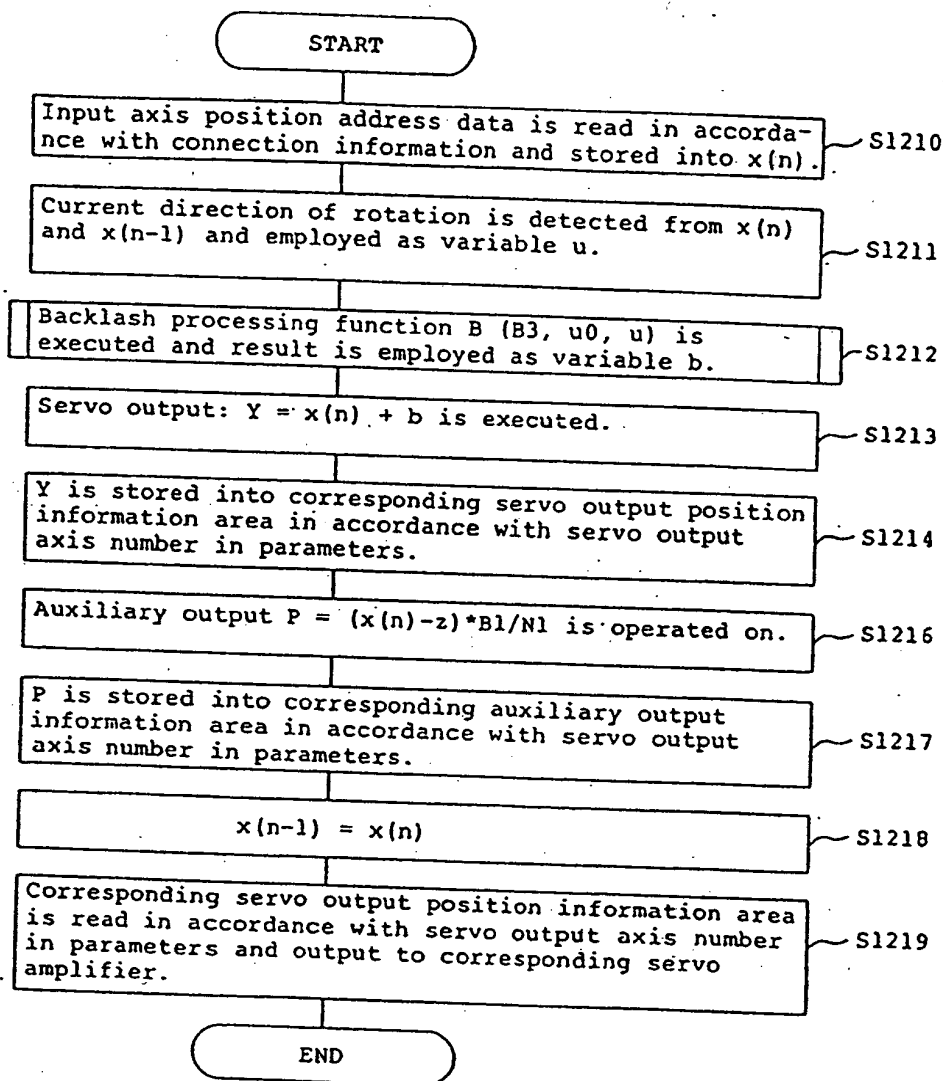 START
Input axis position address data is read in accorda-
nce with connection information and stored into x(n).
S1210
Current direction of rotation is detected from x(n)
and x(n-1) and employed as variable u.
S1211
Backlash processing function B (B3, u0, u) is
executed and result is employed as variable b.
S1212
Servo output: Y = x(n) + b is executed.
S1213
Y is stored into corresponding servo output position
information area in accordance with servo output
axis number in parameters.
S1214
Auxiliary output P = (x(n)-z)*B1/N1 is operated on.
S1216
P is stored into corresponding auxiliary output
information area in accordance with servo output
axis number in parameters.
S1217
x(n-1) = x(n)
S1218
Corresponding servo output position information area
is read in accordance with servo output axis number
in parameters and output to corresponding servo
amplifier.
S1219
END